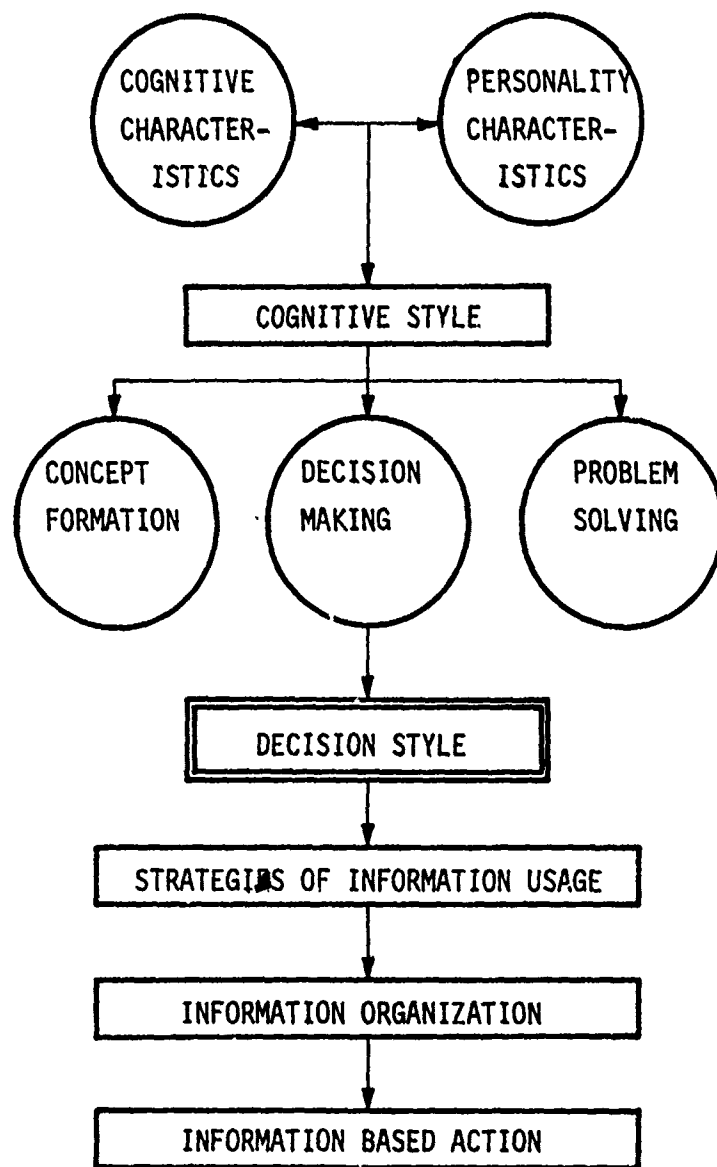 COGNITIVE
CHARACTER-
ISTICS
PERSONALITY
CHARACTER-
ISTICS
COGNITIVE STYLE
CONCEPT
FORMATION
DECISION
MAKING
PROBLEM
SOLVING
DECISION STYLE
STRATEGIES OF INFORMATION USAGE
INFORMATION ORGANIZATION
INFORMATION BASED ACTION